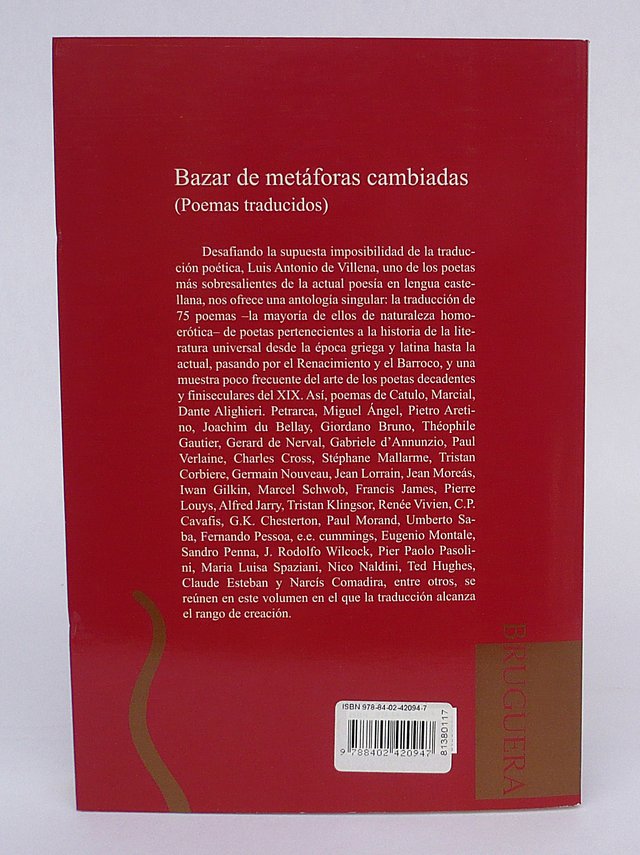 Bazar de metáforas cambiadas
(Poemas traducidos)
Desafiando la supuesta imposibilidad de la traduc-
ción poética, Luis Antonio de Villena, uno de los poetas
más sobresalientes de la actual poesía en lengua caste-
llana, nos ofrece una antología singular: la traducción de
75 poemas –la mayoría de ellos de naturaleza homo-
erótica– de poetas pertenecientes a la historia de la lite-
ratura universal desde la época griega y latina hasta la
actual, pasando por el Renacimiento y el Barroco, y una
muestra poco frecuente del arte de los poetas decadentes
y finiseculares del XIX. Así, poemas de Catulo, Marcial,
Dante Alighieri. Petrarca, Miguel Ángel, Pietro Areti-
no, Joachim du Bellay, Giordano Bruno, Théophile
Gautier, Gerard de Nerval, Gabriele d'Annunzio, Paul
Verlaine, Charles Cross, Stéphane Mallarme, Tristan
Corbiere, Germain Nouveau, Jean Lorrain, Jean Moreás,
Iwan Gilkin, Marcel Schwob, Francis James, Pierre
Louys, Alfred Jarry, Tristan Klingsor, Renée Vivien, C.P.
Cavafis, G.K. Chesterton, Paul Morand, Umberto Sa-
ba, Fernando Pessoa, e.e. cummings, Eugenio Montale,
Sandro Penna, J. Rodolfo Wilcock, Pier Paolo Pasoli-
ni, Maria Luisa Spaziani, Nico Naldini, Ted Hughes,
Claude Esteban y Narcís Comadira, entre otros, se
reúnen en este volumen en el que la traducción alcanza
el rango de creación.
BRUGUERA
ISBN 978-84-02-42094-7
9 788402 420947
81380117